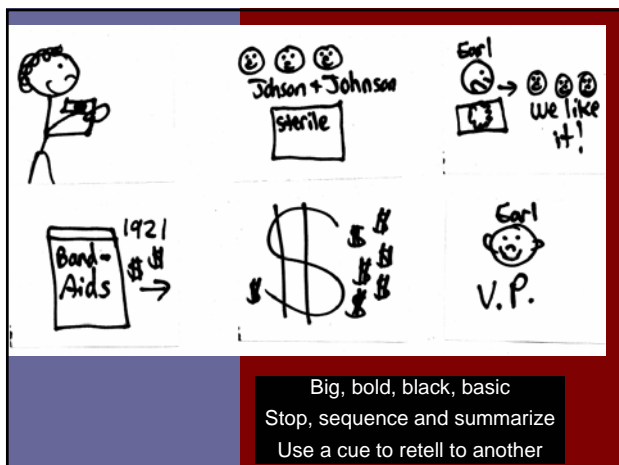 Johson + Johnson
sterile
Earl
we like
it!
1921
Band-
Aids
$ $
$
$ $ $ $ $ $ $
Earl
V.P.
Big, bold, black, basic
Stop, sequence and summarize
Use a cue to retell to another